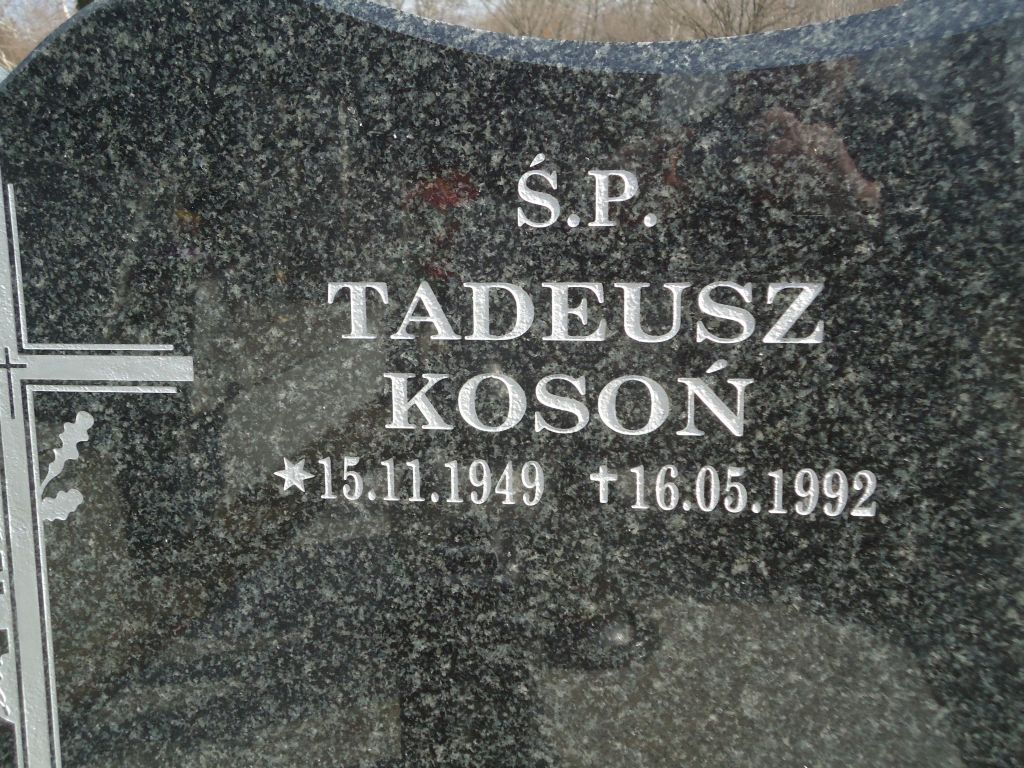 Ś.P.
TADEUSZ
KOSOŃ
★15.11.1949 ✝16.05.1992